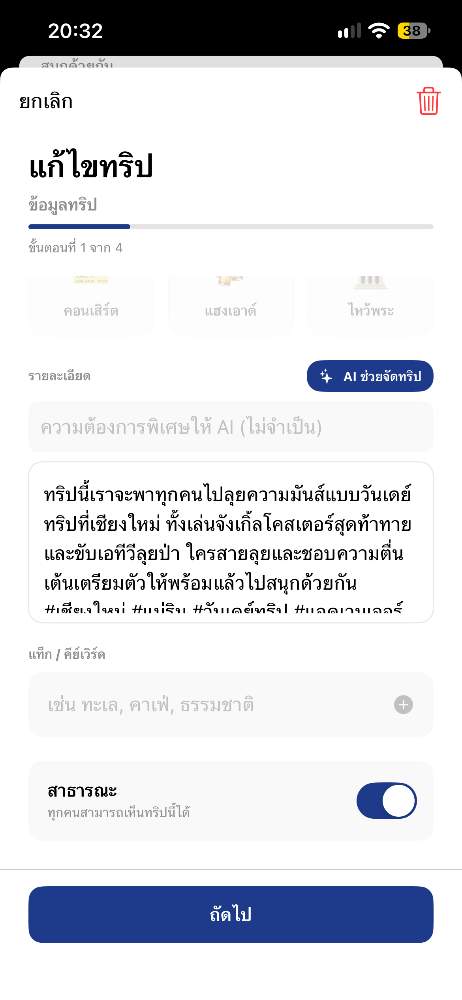 20:32
38
สนุกด้วยกัน
ยกเลิก
แก้ไขทริป
ข้อมูลทริป
ขั้นตอนที่ 1 จาก 4
คอนเสิร์ต
แฮงเอาต์
ไหว้พระ
รายละเอียด
AI ช่วยจัดทริป
ความต้องการพิเศษให้ AI (ไม่จำเป็น)
ทริปนี้เราจะพาทุกคนไปลุยความมันส์แบบวันเดย์
ทริปที่เชียงใหม่ ทั้งเล่นจังเกิ้ลโคสเตอร์สุดท้าทาย
และขับเอทีวีลุยป่า ใครสายลุยและชอบความตื่น
เต้นเตรียมตัวให้พร้อมแล้วไปสนุกด้วยกัน
#เชียงใหม่ #แม่ริม #วันเดย์ทริป #แอดเวนเจอร์
แท็ก / คีย์เวิร์ด
เช่น ทะเล, คาเฟ่, ธรรมชาติ
สาธารณะ
ทุกคนสามารถเห็นทริปนี้ได้
ถัดไป